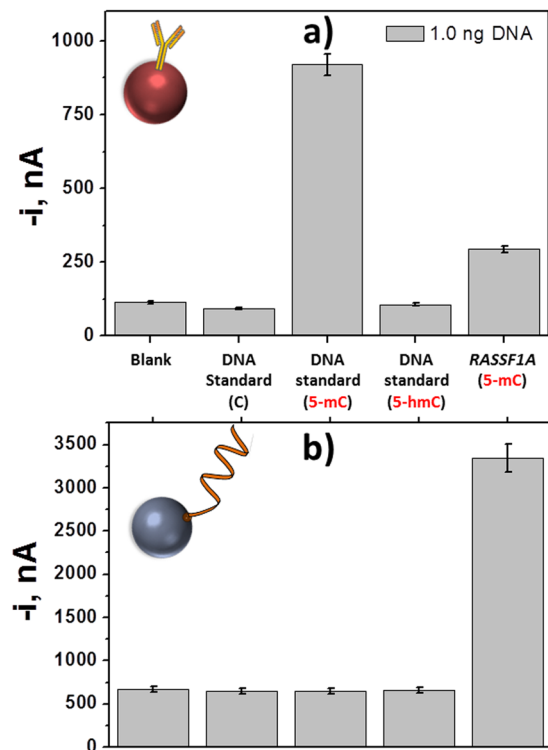 a)
1.0 ng DNA
-i, nA
1000
750
500
250
0
Blank
DNA
Standard
(C)
DNA
standard
(5-mC)
DNA
standard
(5-hmC)
RASSF1A
(5-mC)
b)
-i, nA
3500
3000
2500
2000
1500
1000
500
0